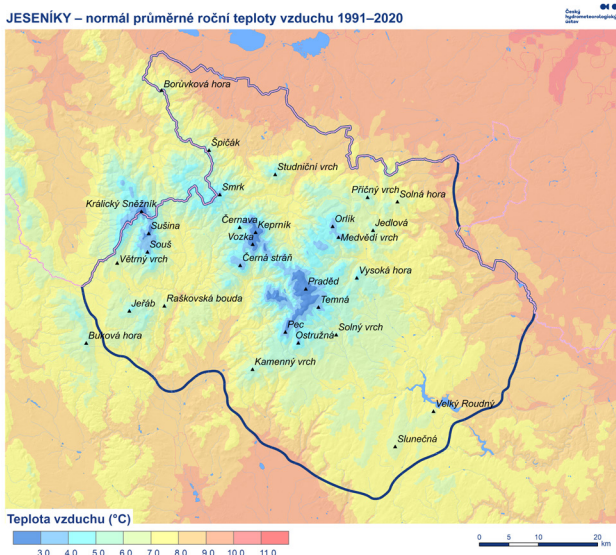 JESENÍKY – normál průměrné roční teploty vzduchu 1991–2020
Český
hydrometeorologický
ústav
Borůvková hora
Špičák
Studniční vrch
Smrk
Příčný vrch
Solná hora
Králický Sněžník
Sušina
Černava
Keprník
Orlík
Jedlová
Vozka
Medvědí vrch
Souš
Větrný vrch
Černá stráň
Vysoká hora
Praděd
Jeřáb
Raškovská bouda
Temná
Pec
Solný vrch
Buková hora
Ostružná
Kamenný vrch
Velký Roudný
Slunečná
Teplota vzduchu (°C)
3.0 4.0 5.0 6.0 7.0 8.0 9.0 10.0 11.0
0 5 10 20
km